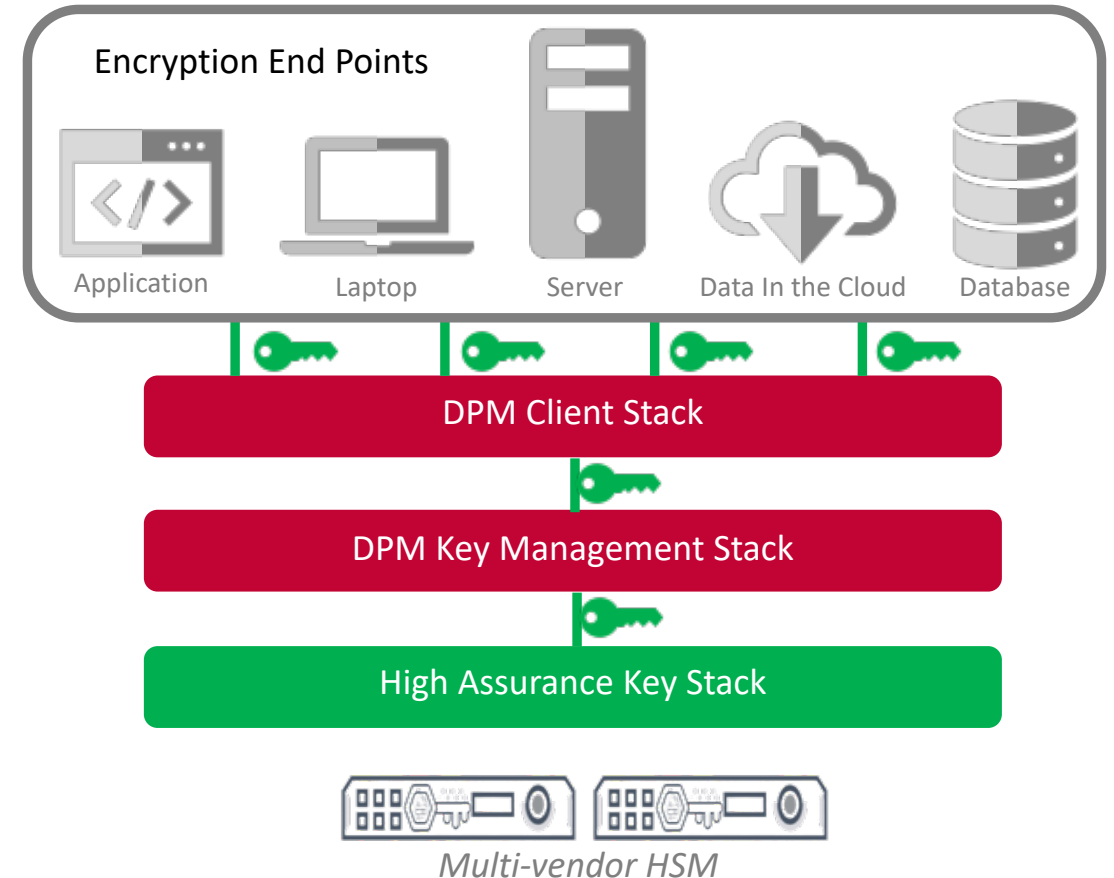 Encryption End Points
</>
Application
Laptop
Server
Data In the Cloud
Database
DPM Client Stack
DPM Key Management Stack
High Assurance Key Stack
Multi-vendor HSM